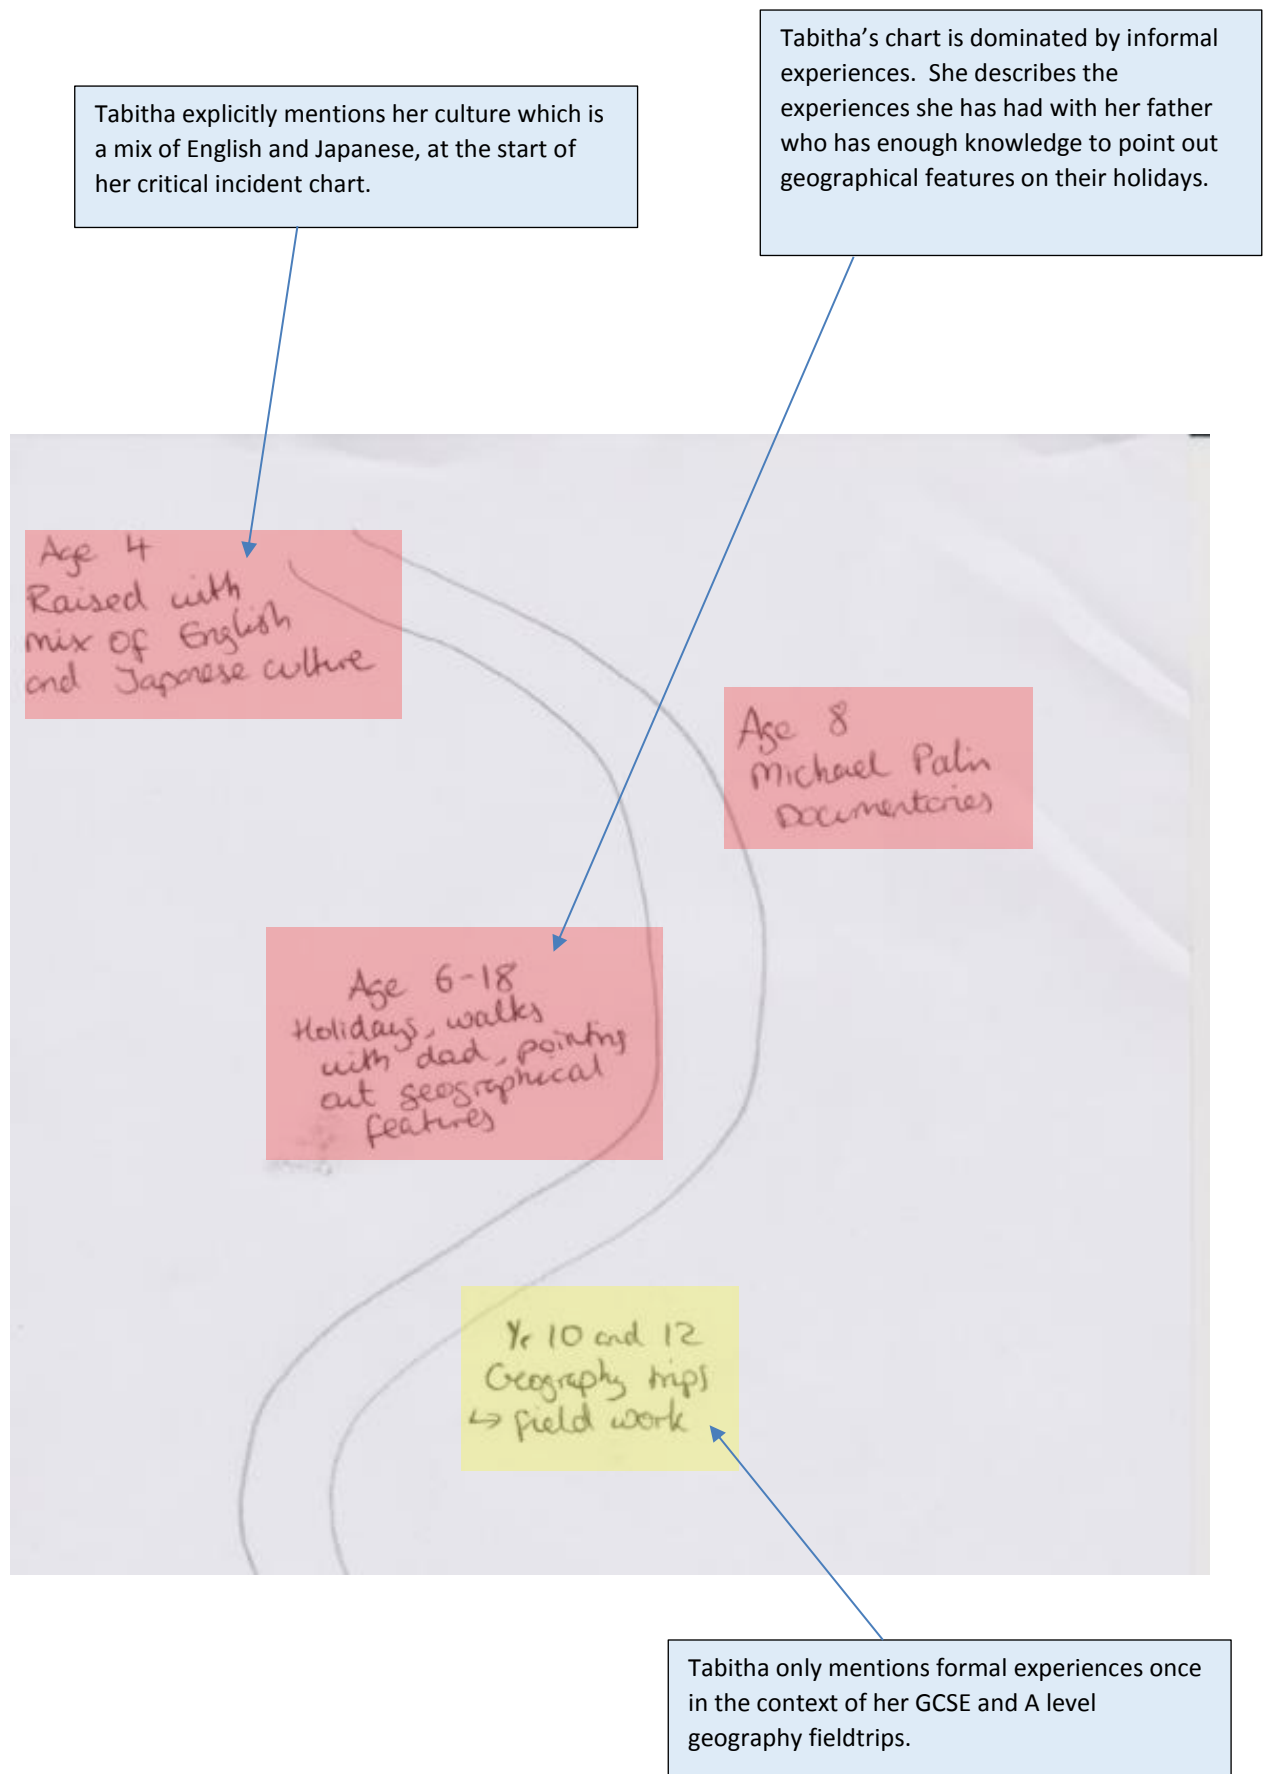 Tabitha’s chart is dominated by informal
experiences.  She describes the
experiences she has had with her father
who has enough knowledge to point out
geographical features on their holidays.
Tabitha explicitly mentions her culture which is
a mix of English and Japanese, at the start of
her critical incident chart.
Age 4
Raised with
mix of English
and Japanese culture
Age 8
Michael Palin
Documentaries
Age 6-18
Holidays, walks
with dad, pointing
out geographical
features
Yr 10 and 12
Geography trips
↳ field work
Tabitha only mentions formal experiences once
in the context of her GCSE and A level
geography fieldtrips.